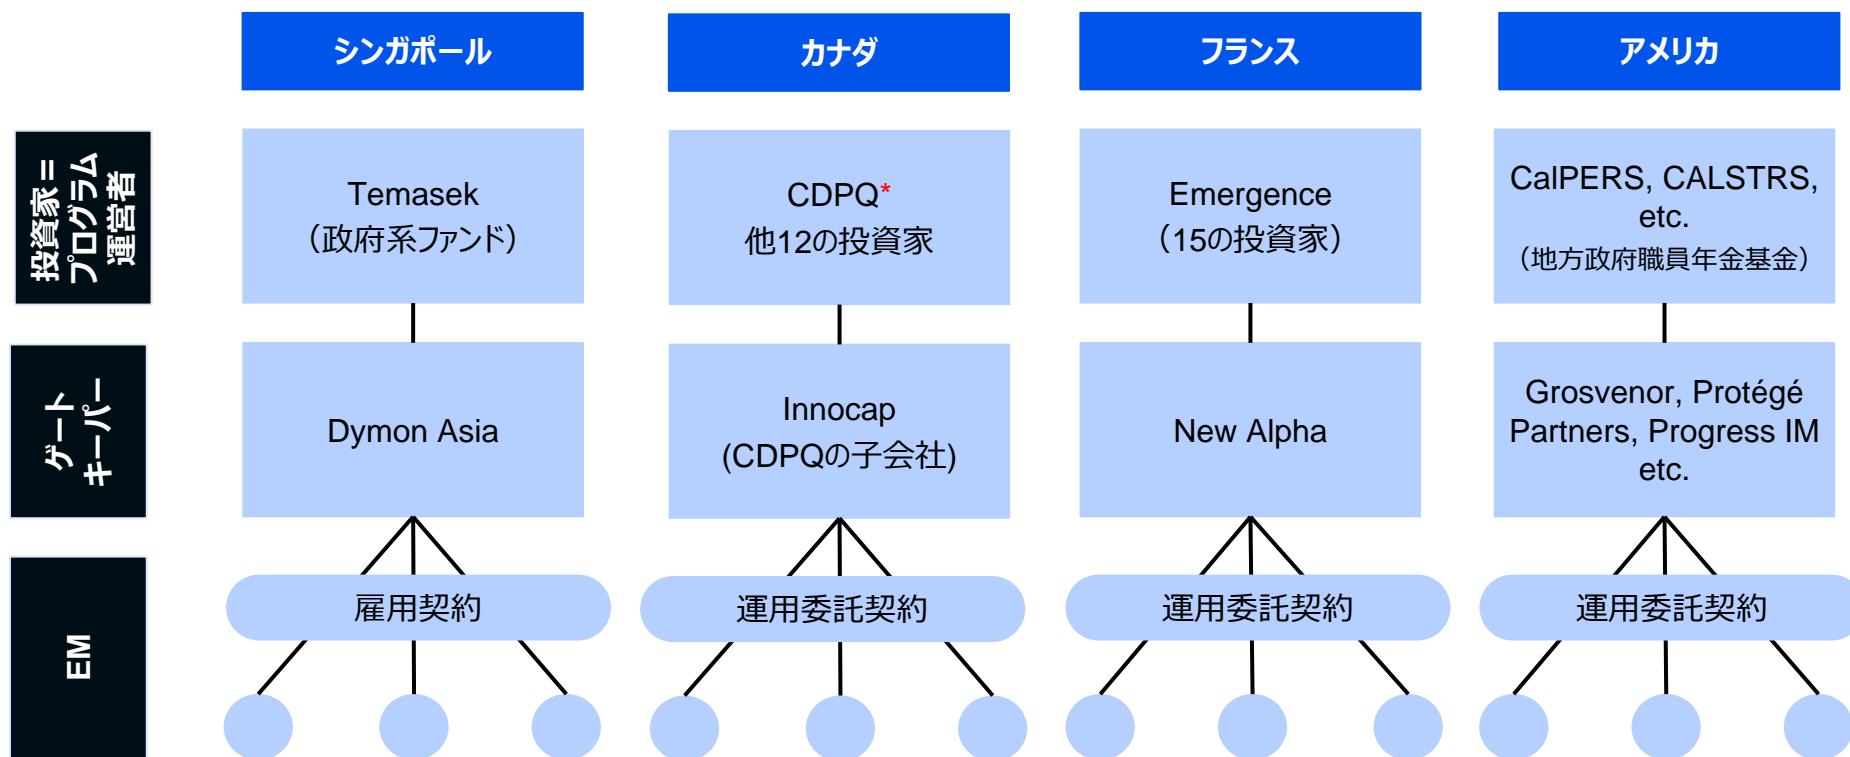 シンガポール
カナダ
フランス
アメリカ
投資家＝
プログラム
運営者
Temasek
（政府系ファンド）
CDPQ*
他12の投資家
Emergence
（15の投資家）
CalPERS, CALSTRS,
etc.
（地方政府職員年金基金）
ゲート
キーパー
Dymon Asia
Innocap
(CDPQの子会社)
New Alpha
Grosvenor, Protégé
Partners, Progress IM
etc.
EM
雇用契約
運用委託契約
運用委託契約
運用委託契約